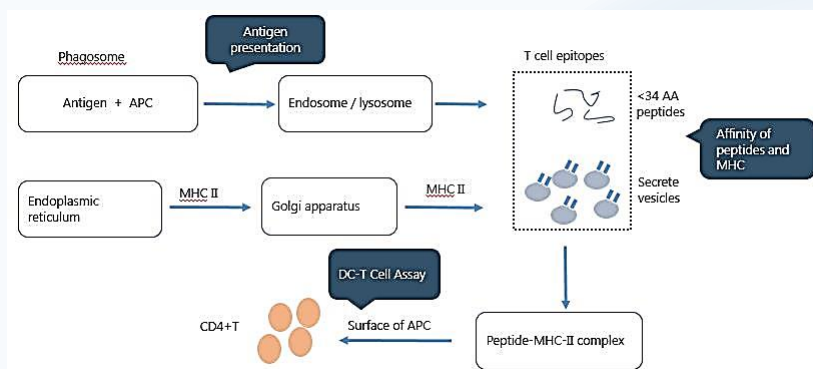 Antigen
presentation
Phagosome
T cell epitopes
Antigen + APC
Endosome / lysosome
<34 AA
peptides
Affinity of
peptides and
MHC
Endoplasmic
reticulum
MHC II
Golgi apparatus
MHC II
Secrete
vesicles
DC-T Cell Assay
CD4+T
Surface of APC
Peptide-MHC-II complex